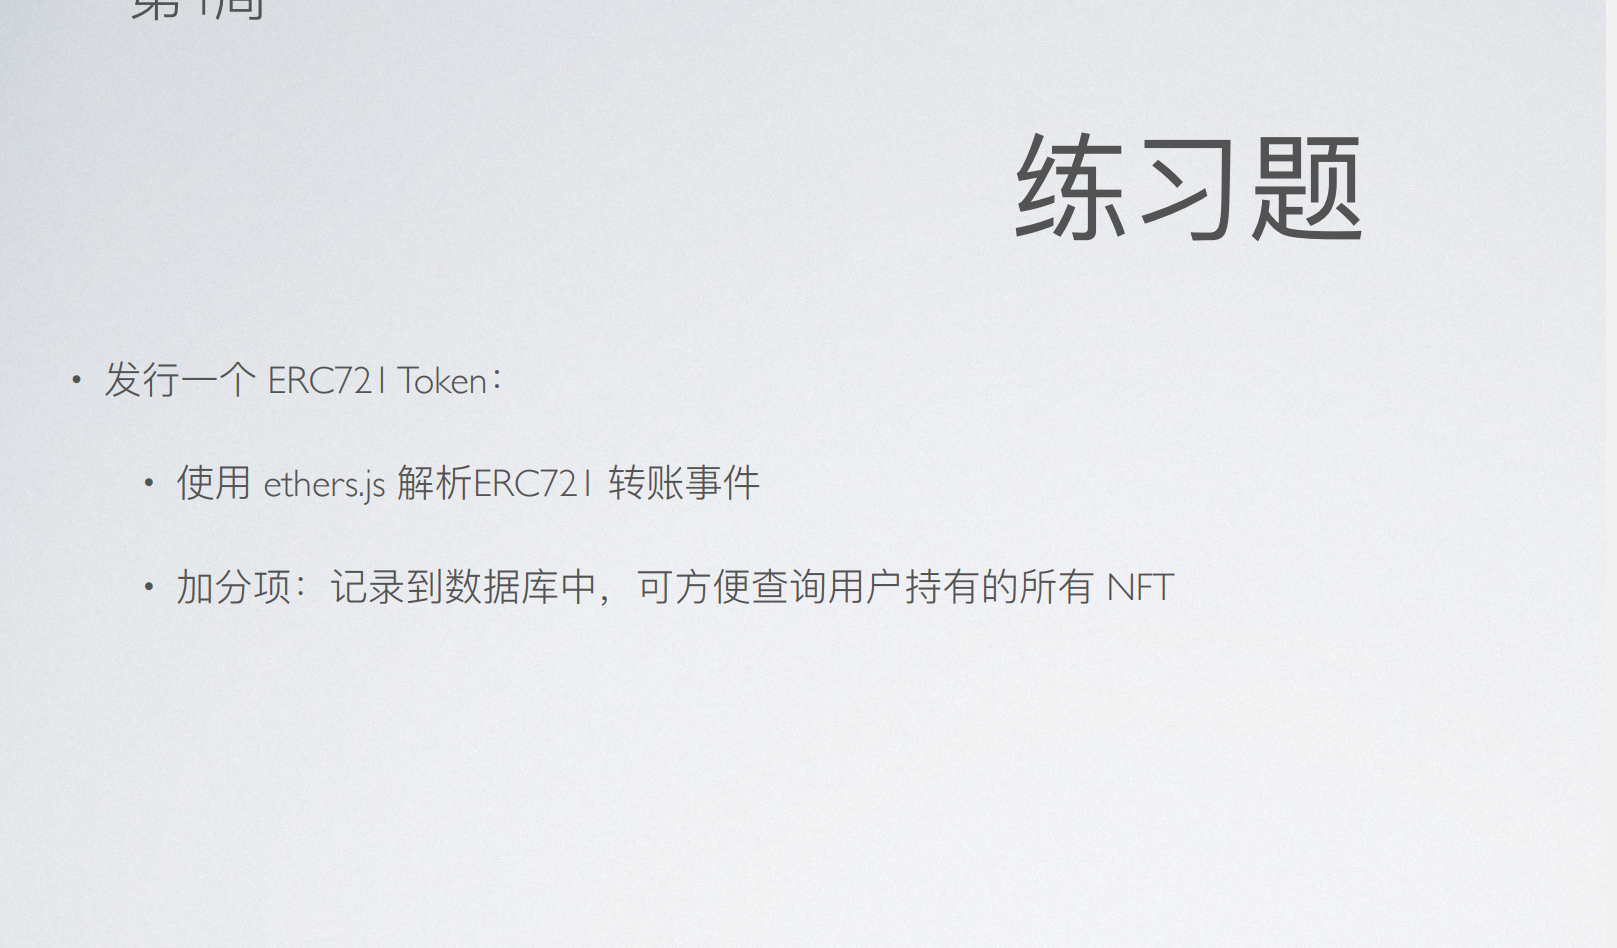 练习题
• 发行一个 ERC721 Token：
• 使用 ethers.js 解析ERC721 转账事件
• 加分项：记录到数据库中，可方便查询用户持有的所有 NFT